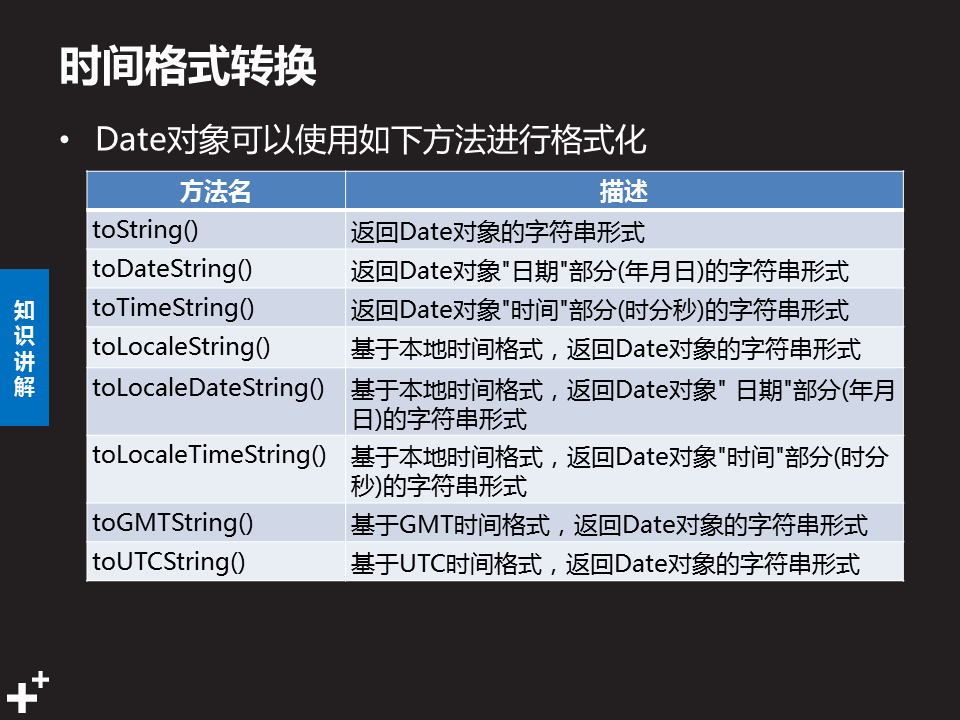 时间格式转换
• Date对象可以使用如下方法进行格式化
方法名 描述
toString() 返回Date对象的字符串形式
toDateString() 返回Date对象"日期"部分(年月日)的字符串形式
toTimeString() 返回Date对象"时间"部分(时分秒)的字符串形式
toLocaleString() 基于本地时间格式，返回Date对象的字符串形式
toLocaleDateString() 基于本地时间格式，返回Date对象" 日期"部分(年月
日)的字符串形式
toLocaleTimeString() 基于本地时间格式，返回Date对象"时间"部分(时分
秒)的字符串形式
toGMTString() 基于GMT时间格式，返回Date对象的字符串形式
toUTCString() 基于UTC时间格式，返回Date对象的字符串形式
知
识
讲
解